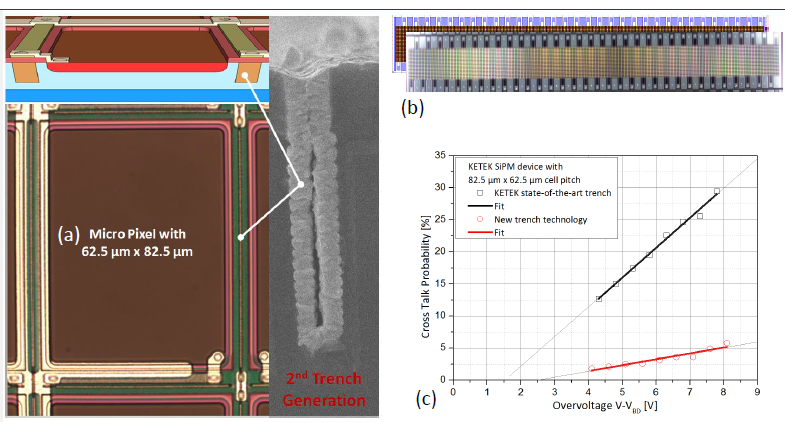 (a) Micro Pixel with
62.5 µm x 82.5 µm
2nd Trench
Generation
(b)
35
30
25
20
15
10
5
0
Cross Talk Probability [%]
KETEK SiPM device with
82.5 µm x 62.5 µm cell pitch
KETEK state-of-the-art trench
Fit
New trench technology
Fit
0 1 2 3 4 5 6 7 8 9
(c)
Overvoltage V-VBD [V]